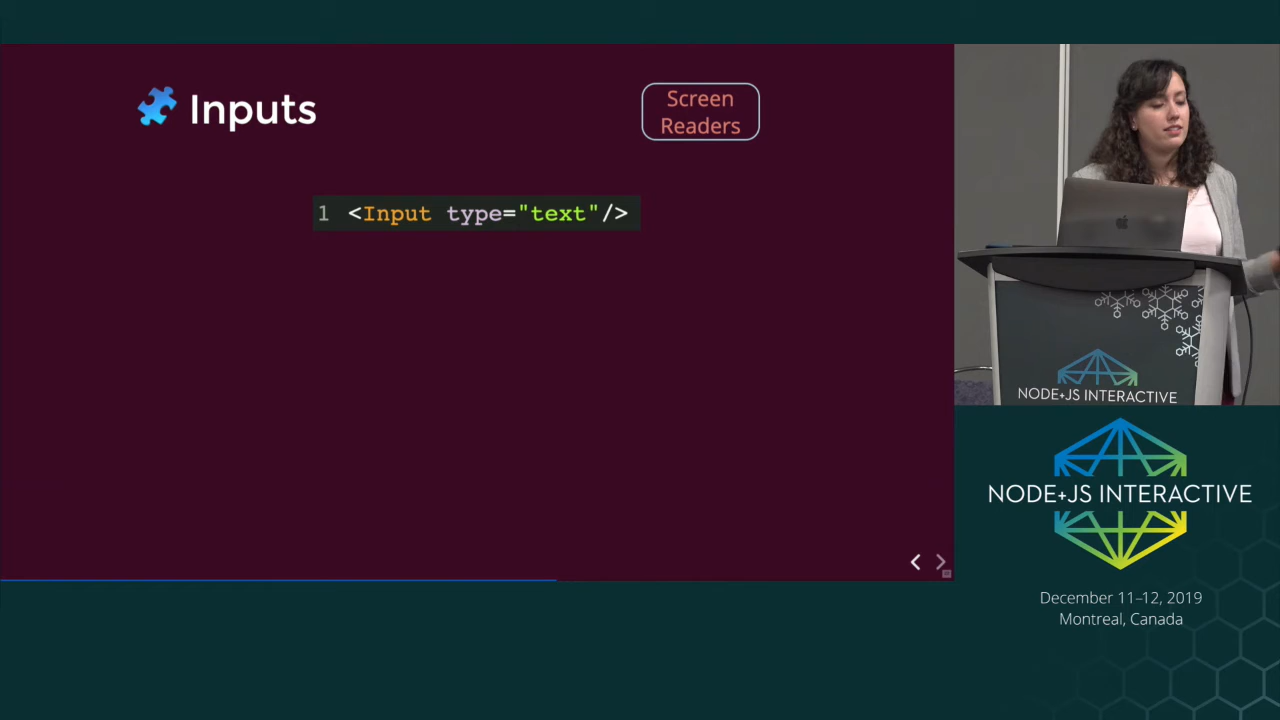 Inputs
Screen
Readers
1 <Input type="text"/>
NODE+JS INTERACTIVE
NODE+JS INTERACTIVE
December 11–12, 2019
Montreal, Canada